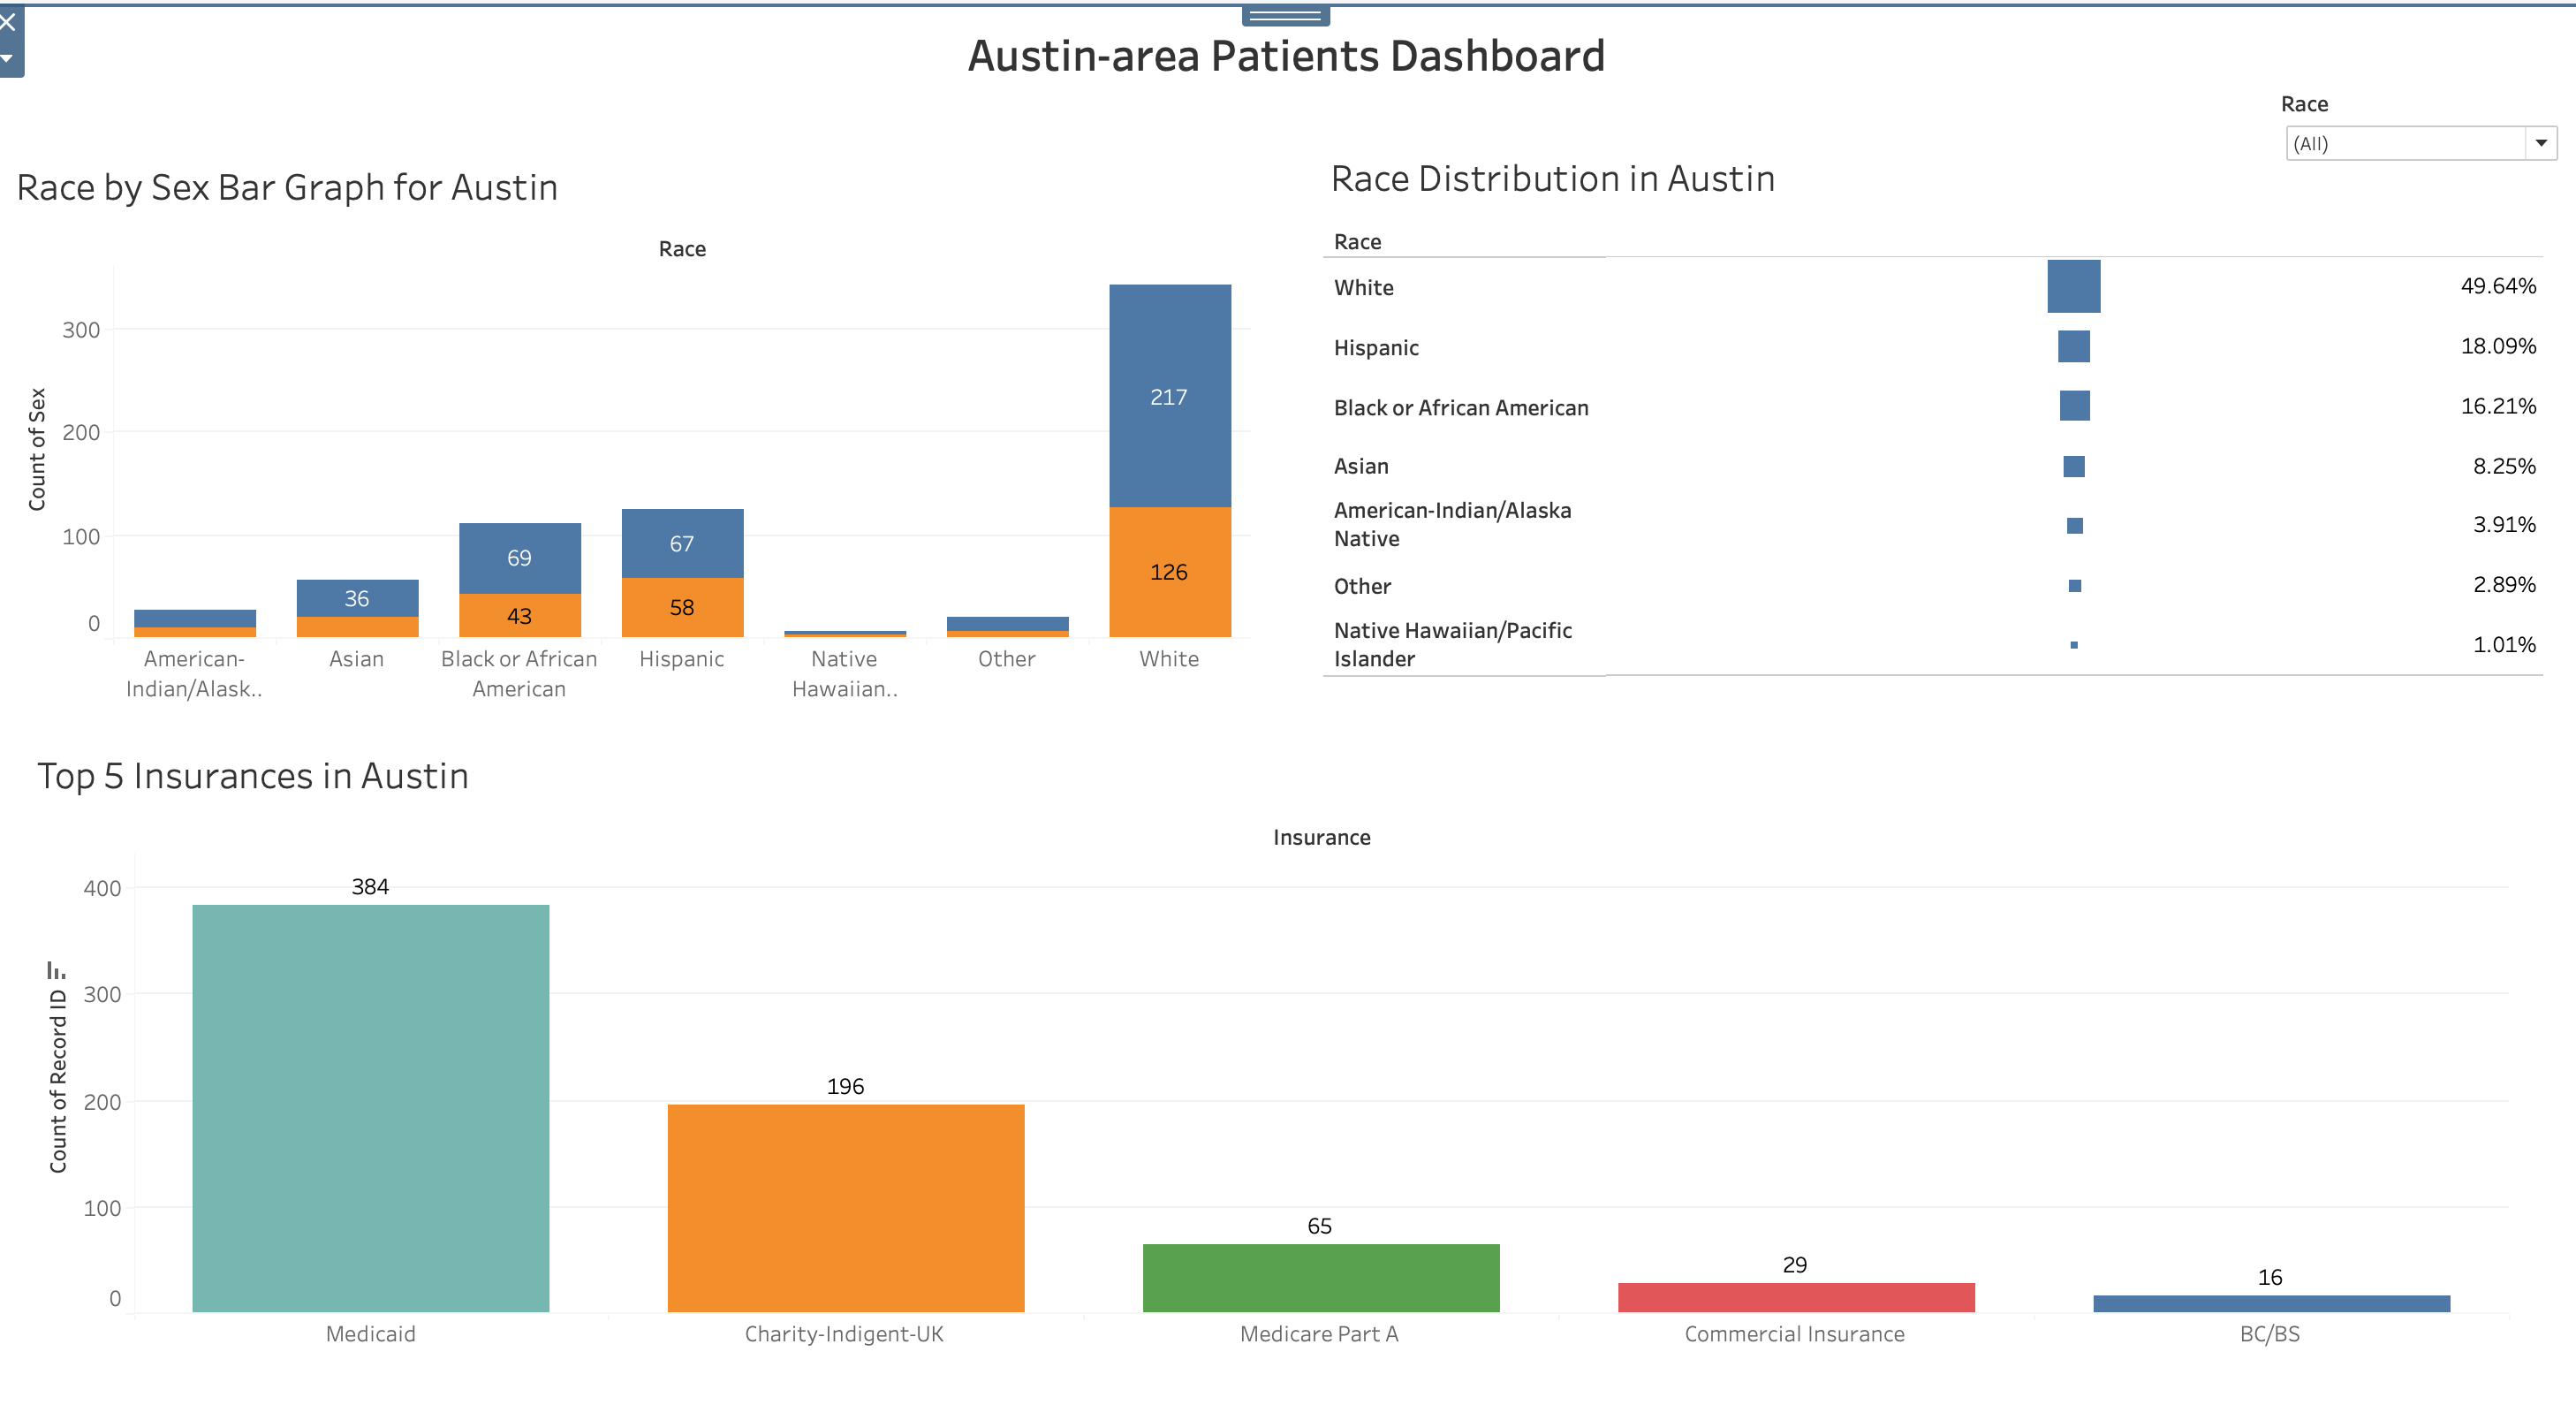 Austin-area Patients Dashboard
Race
(All)
Race by Sex Bar Graph for Austin
Race
Count of Sex
300
200
100
0
217
126
67
58
69
43
36
American-
Indian/Alask..
Asian
Black or African
American
Hispanic
Native
Hawaiian..
Other
White
Race Distribution in Austin
Race
White 49.64%
Hispanic 18.09%
Black or African American 16.21%
Asian 8.25%
American-Indian/Alaska
Native 3.91%
Other 2.89%
Native Hawaiian/Pacific
Islander 1.01%
Top 5 Insurances in Austin
Insurance
Count of Record ID
400
300
200
100
0
384
196
65
29
16
Medicaid
Charity-Indigent-UK
Medicare Part A
Commercial Insurance
BC/BS